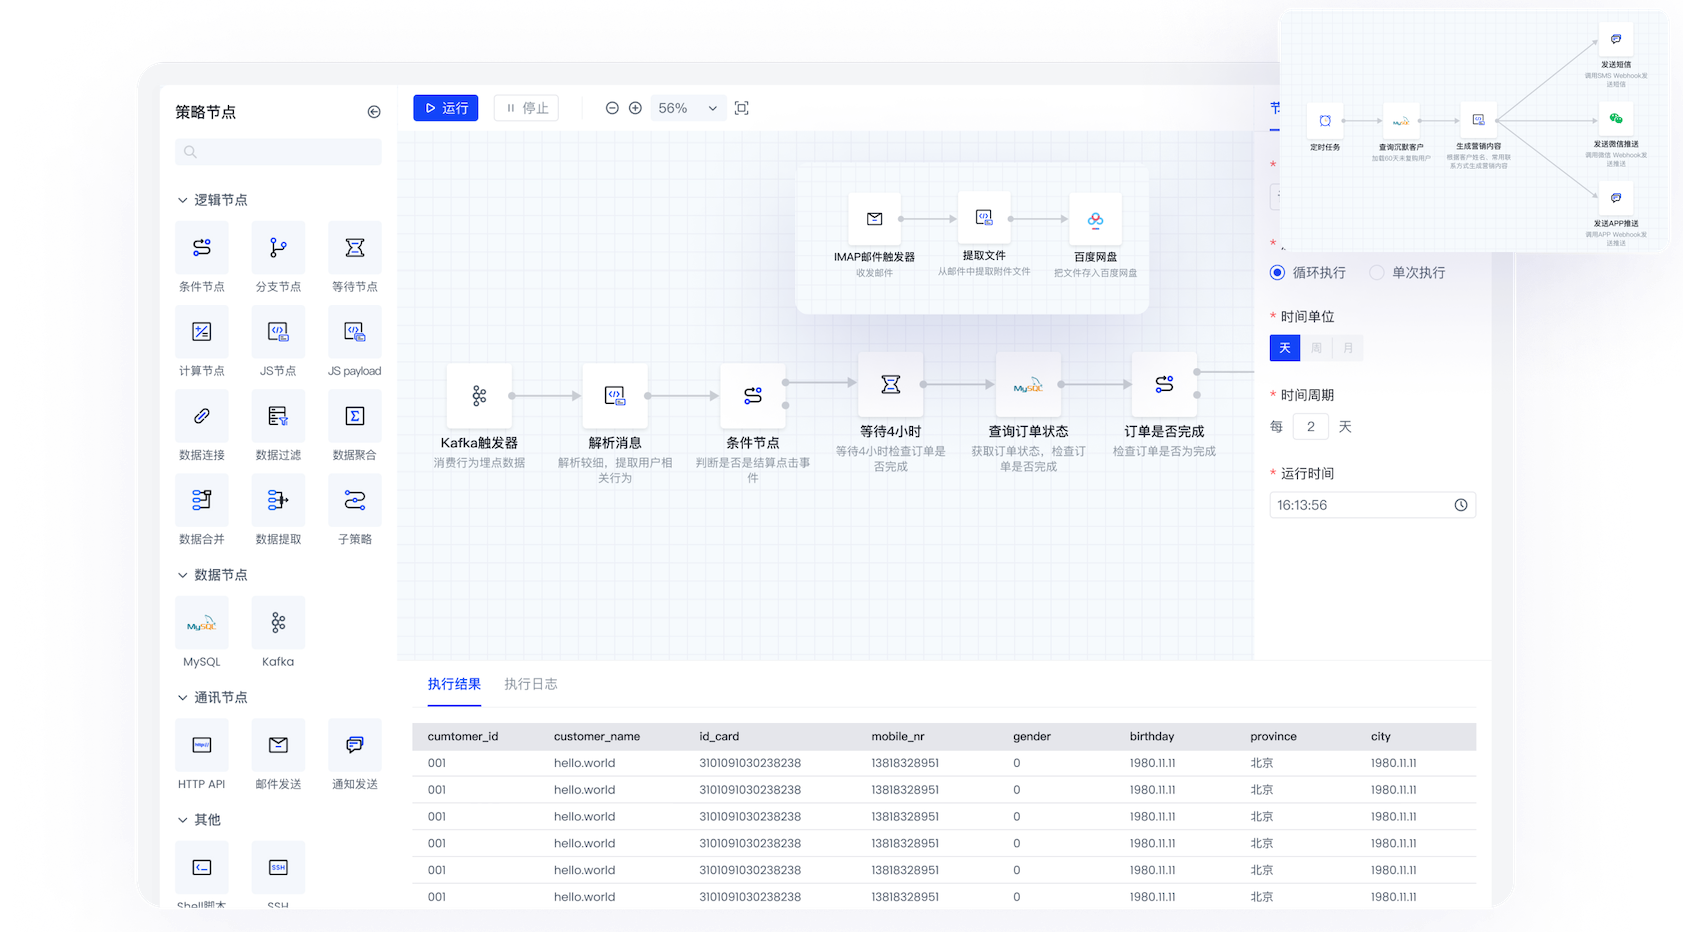 策略节点
逻辑节点
条件节点
分支节点
等待节点
计算节点
JS节点
JS payload
数据连接
数据过滤
数据聚合
数据合并
数据提取
子策略
数据节点
MySQL
MySQL
Kafka
通讯节点
http://
HTTP API
邮件发送
通知发送
其他
SSH
Shell脚本
SSH
运行
停止
56%
IMAP邮件触发器
收发邮件
提取文件
从邮件中提取附件文件
百度网盘
把文件存入百度网盘
Kafka触发器
消费行为埋点数据
解析消息
解析较细，提取用户相
关行为
条件节点
判断是否是结算点击事
件
等待4小时
等待4小时检查订单是
否完成
MySQL
查询订单状态
获取订单状态，检查订
单是否完成
订单是否完成
检查订单是否为完成
定时任务
MySQL
查询沉默客户
加载60天未复购用户
生成营销内容
根据客户姓名、常用联
系方式生成营销内容
发送短信
调用SMS Webhook发
送短信
发送微信推送
调用微信 Webhook发
送推送
发送APP推送
调用APP Webhook发
送推送
节
*
*
循环执行
单次执行
* 时间单位
天 周 月
* 时间周期
每 2 天
* 运行时间
16:13:56
执行结果
执行日志
cumtomer_id customer_name id_card mobile_nr gender birthday province city
001 hello.world 3101091030238238 13818328951 0 1980.11.11 北京 1980.11.11
001 hello.world 3101091030238238 13818328951 0 1980.11.11 北京 1980.11.11
001 hello.world 3101091030238238 13818328951 0 1980.11.11 北京 1980.11.11
001 hello.world 3101091030238238 13818328951 0 1980.11.11 北京 1980.11.11
001 hello.world 3101091030238238 13818328951 0 1980.11.11 北京 1980.11.11
001 hello.world 3101091030238238 13818328951 0 1980.11.11 北京 1980.11.11